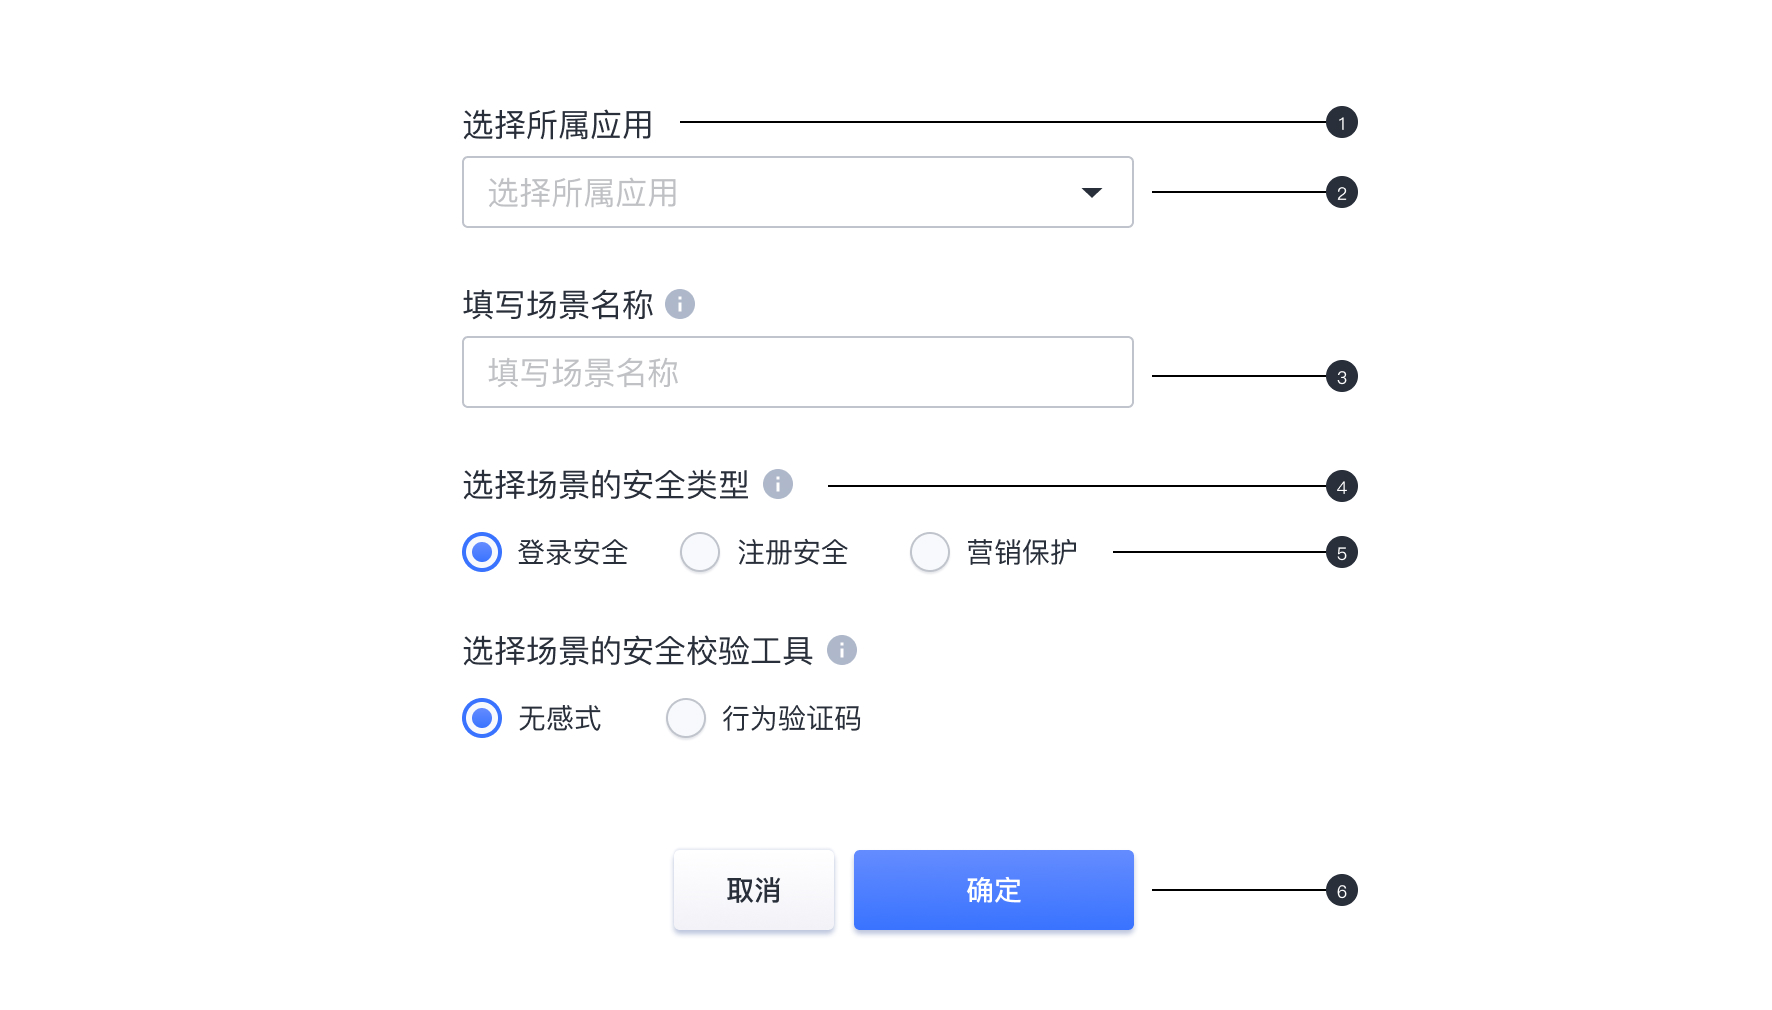 选择所属应用 1
选择所属应用 2
填写场景名称
填写场景名称 3
选择场景的安全类型 4
登录安全 注册安全 营销保护 5
选择场景的安全校验工具
无感式 行为验证码
取消 确定 6